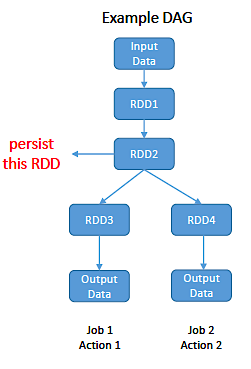 Example DAG
Input
Data
RDD1
persist
this RDD
RDD2
RDD3
RDD4
Output
Data
Output
Data
Job 1
Action 1
Job 2
Action 2